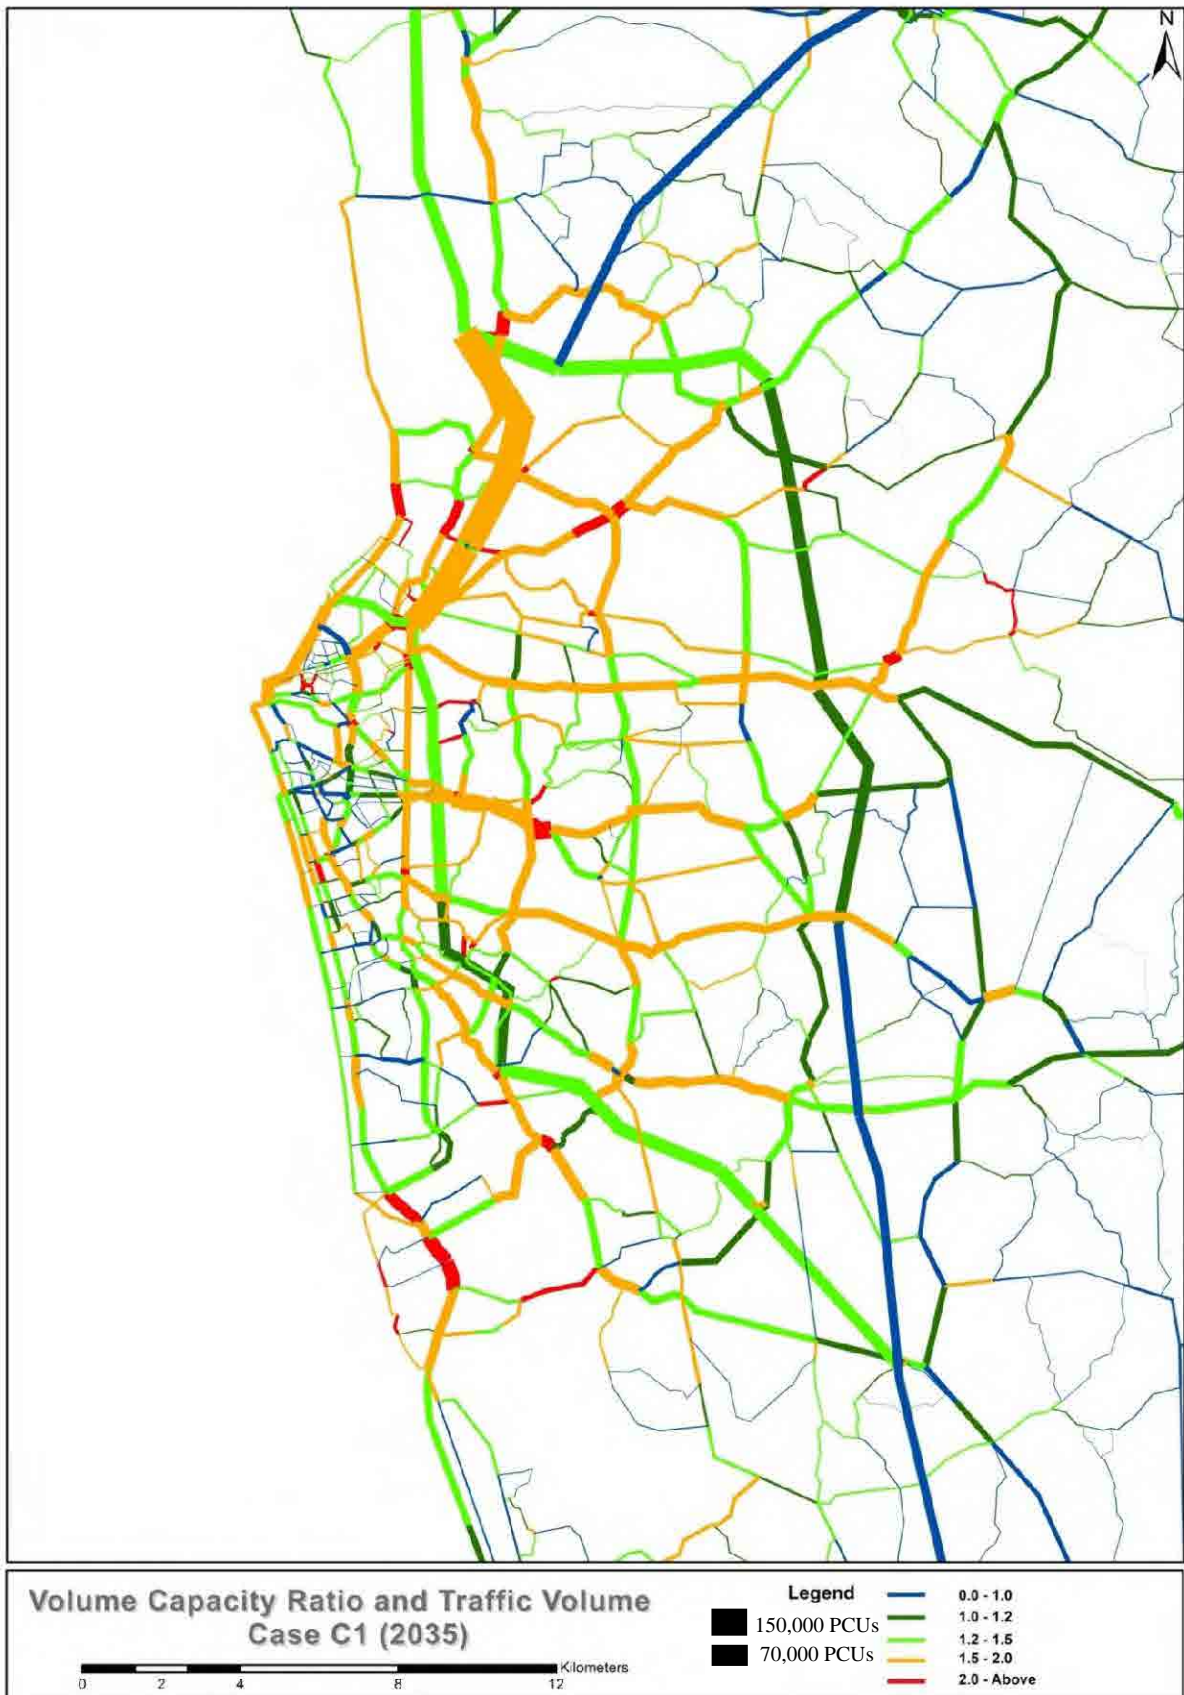 N
Volume Capacity Ratio and Traffic Volume
Case C1 (2035)
0 2 4 8 12 Kilometers
Legend
150,000 PCUs
70,000 PCUs
0.0 - 1.0
1.0 - 1.2
1.2 - 1.5
1.5 - 2.0
2.0 - Above